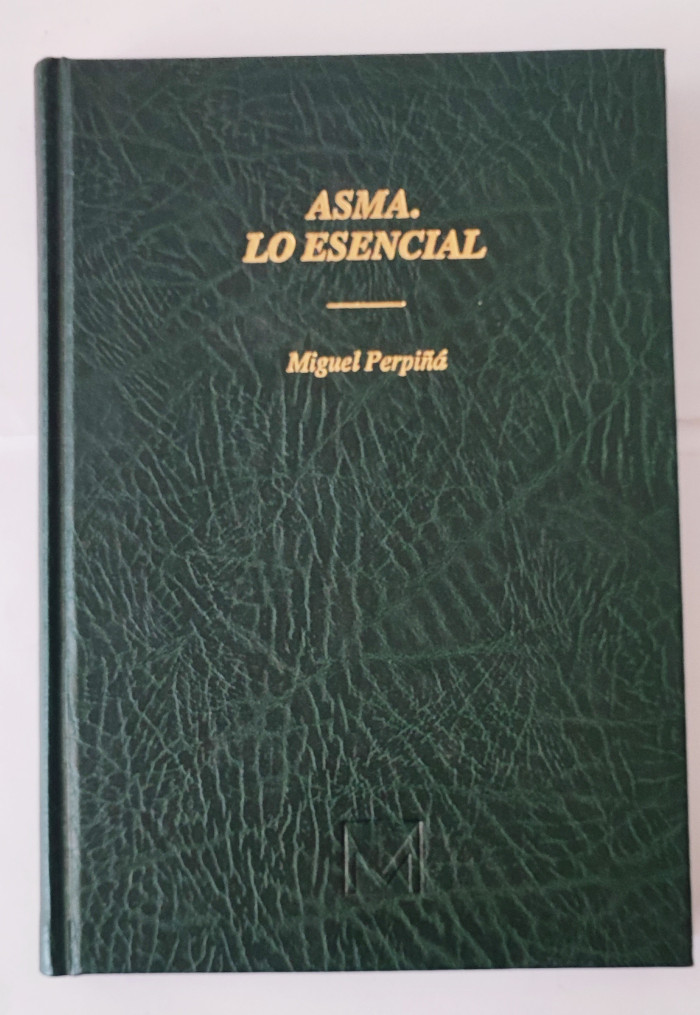 ASMA.
LO ESENCIAL
Miguel Perpiñá
M